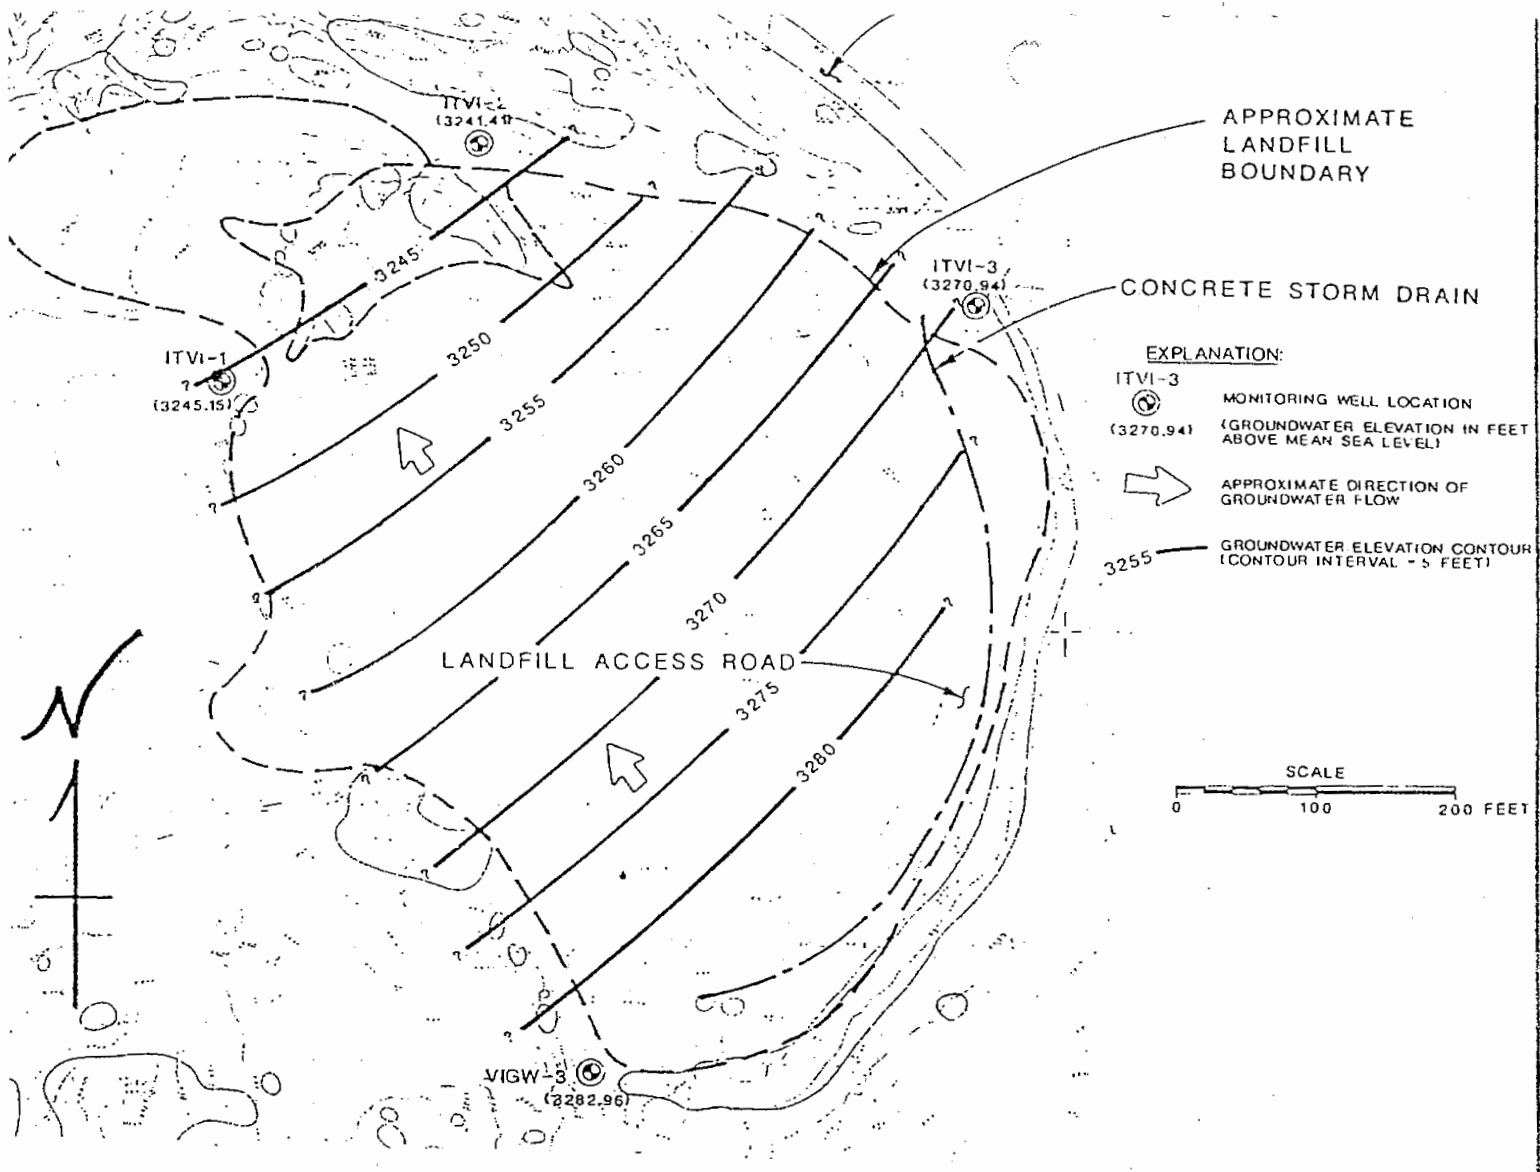 ITVI-2
(3241.41)
APPROXIMATE
LANDFILL
BOUNDARY
ITVI-3
(3270.94)
CONCRETE STORM DRAIN
3245
3250
3255
3260
3265
3270
3275
3280
ITVI-1
(3245.15)
EXPLANATION:
ITVI-3
(3270.94)
MONITORING WELL LOCATION
(GROUNDWATER ELEVATION IN FEET
ABOVE MEAN SEA LEVEL)
APPROXIMATE DIRECTION OF
GROUNDWATER FLOW
3255
GROUNDWATER ELEVATION CONTOUR
(CONTOUR INTERVAL - 5 FEET)
LANDFILL ACCESS ROAD
N
SCALE
0 100 200 FEET
VIGW-3
(3282.96)